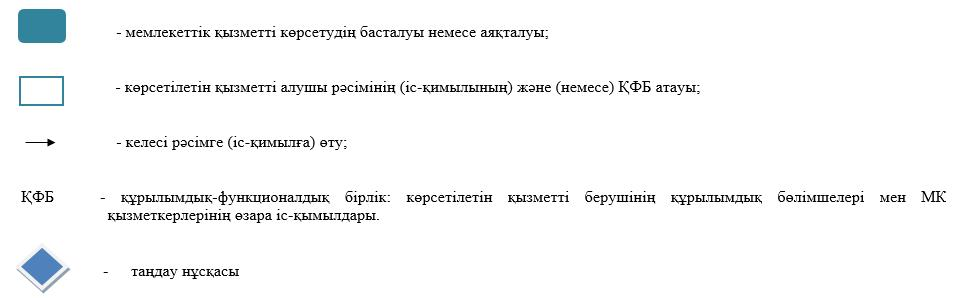 - мемлекеттік қызметті көрсетудің басталуы немесе аяқталуы;
- көрсетілетін қызметті алушы рәсімінің (іс-қимылының) және (немесе) ҚФБ атауы;
- келесі рәсімге (іс-қимылға) өту;
ҚФБ - құрылымдық-функционалдық бірлік: көрсетілетін қызметті берушінің құрылымдық бөлімшелері мен МК
қызметкерлерінің өзара іс-қымылдары.
- таңдау нұсқасы